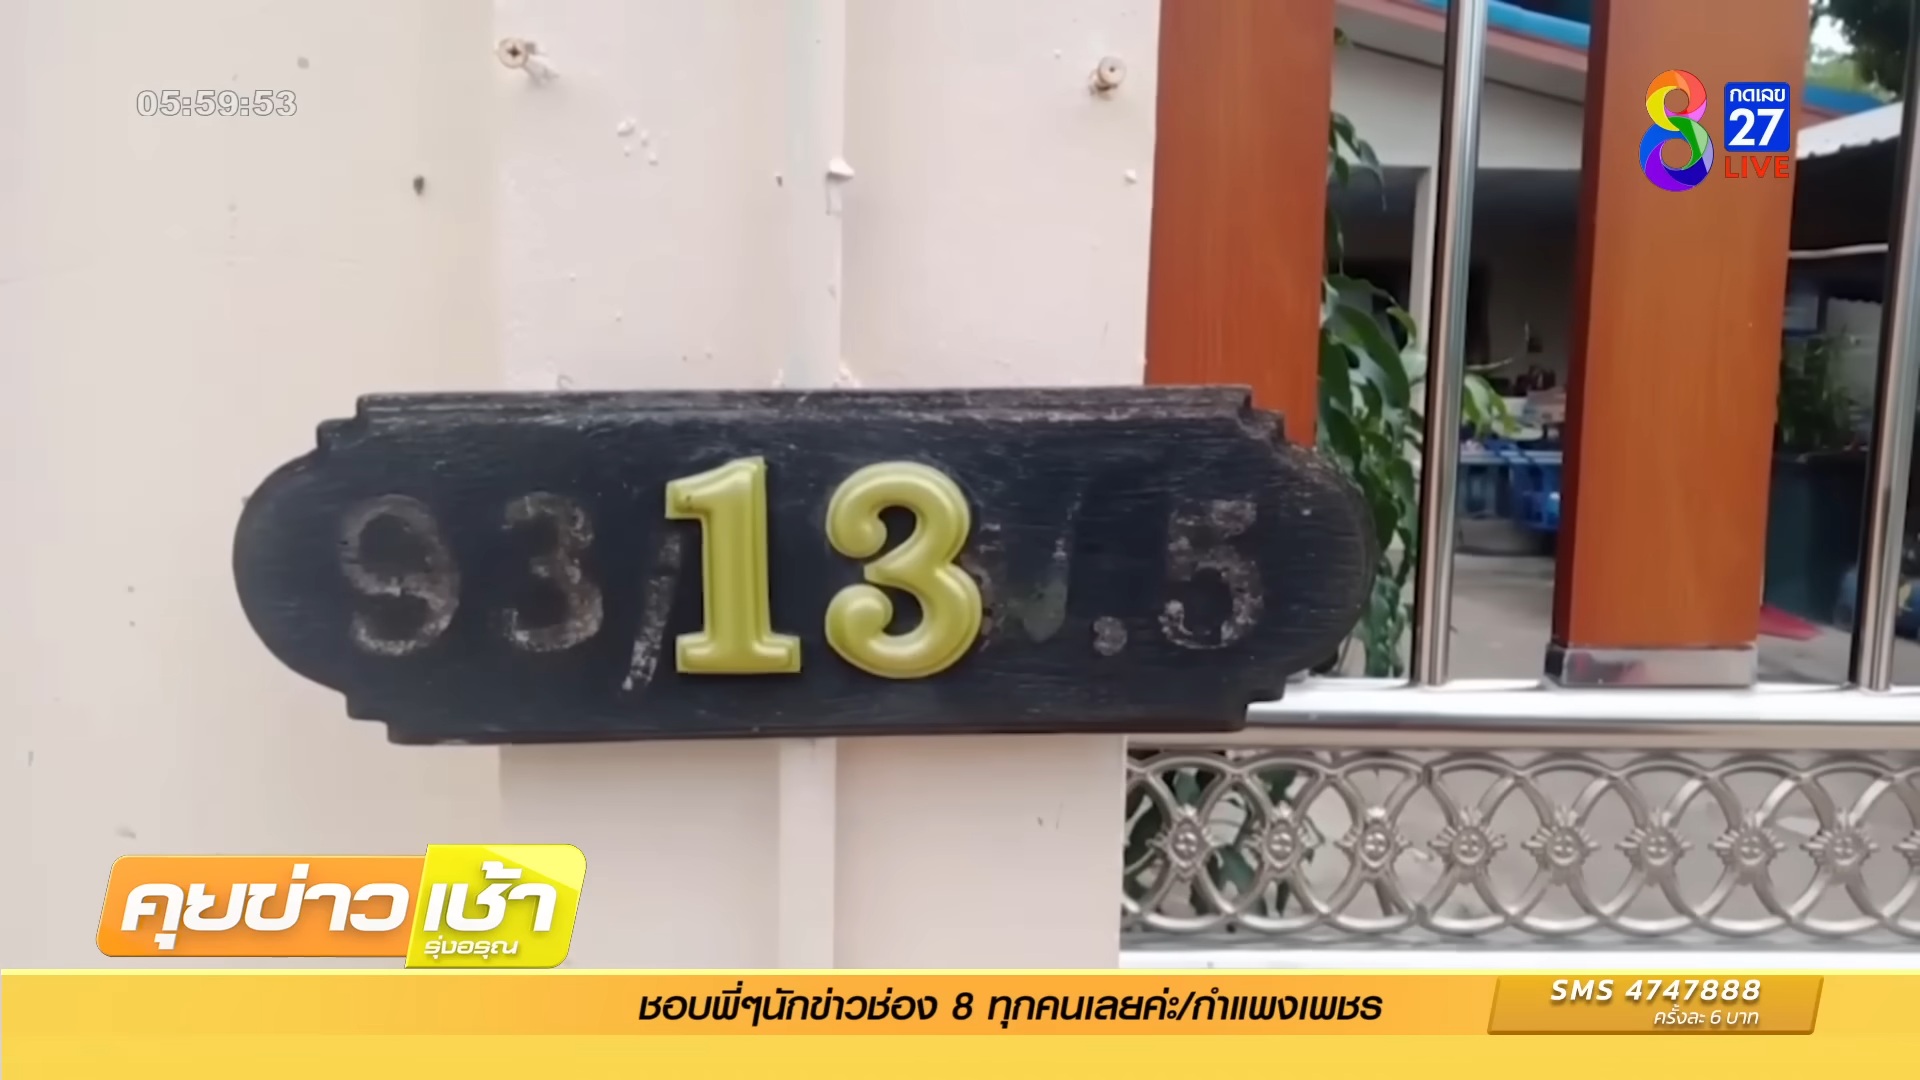 05:59:53
กดเลข
27
LIVE
93/13 ม.5
คุยข่าวเช้า
รุ่งอรุณ
ชอบพี่ๆนักข่าวช่อง 8 ทุกคนเลยค่ะ/กำแพงเพชร
SMS 4747888
ครั้งละ 6 บาท